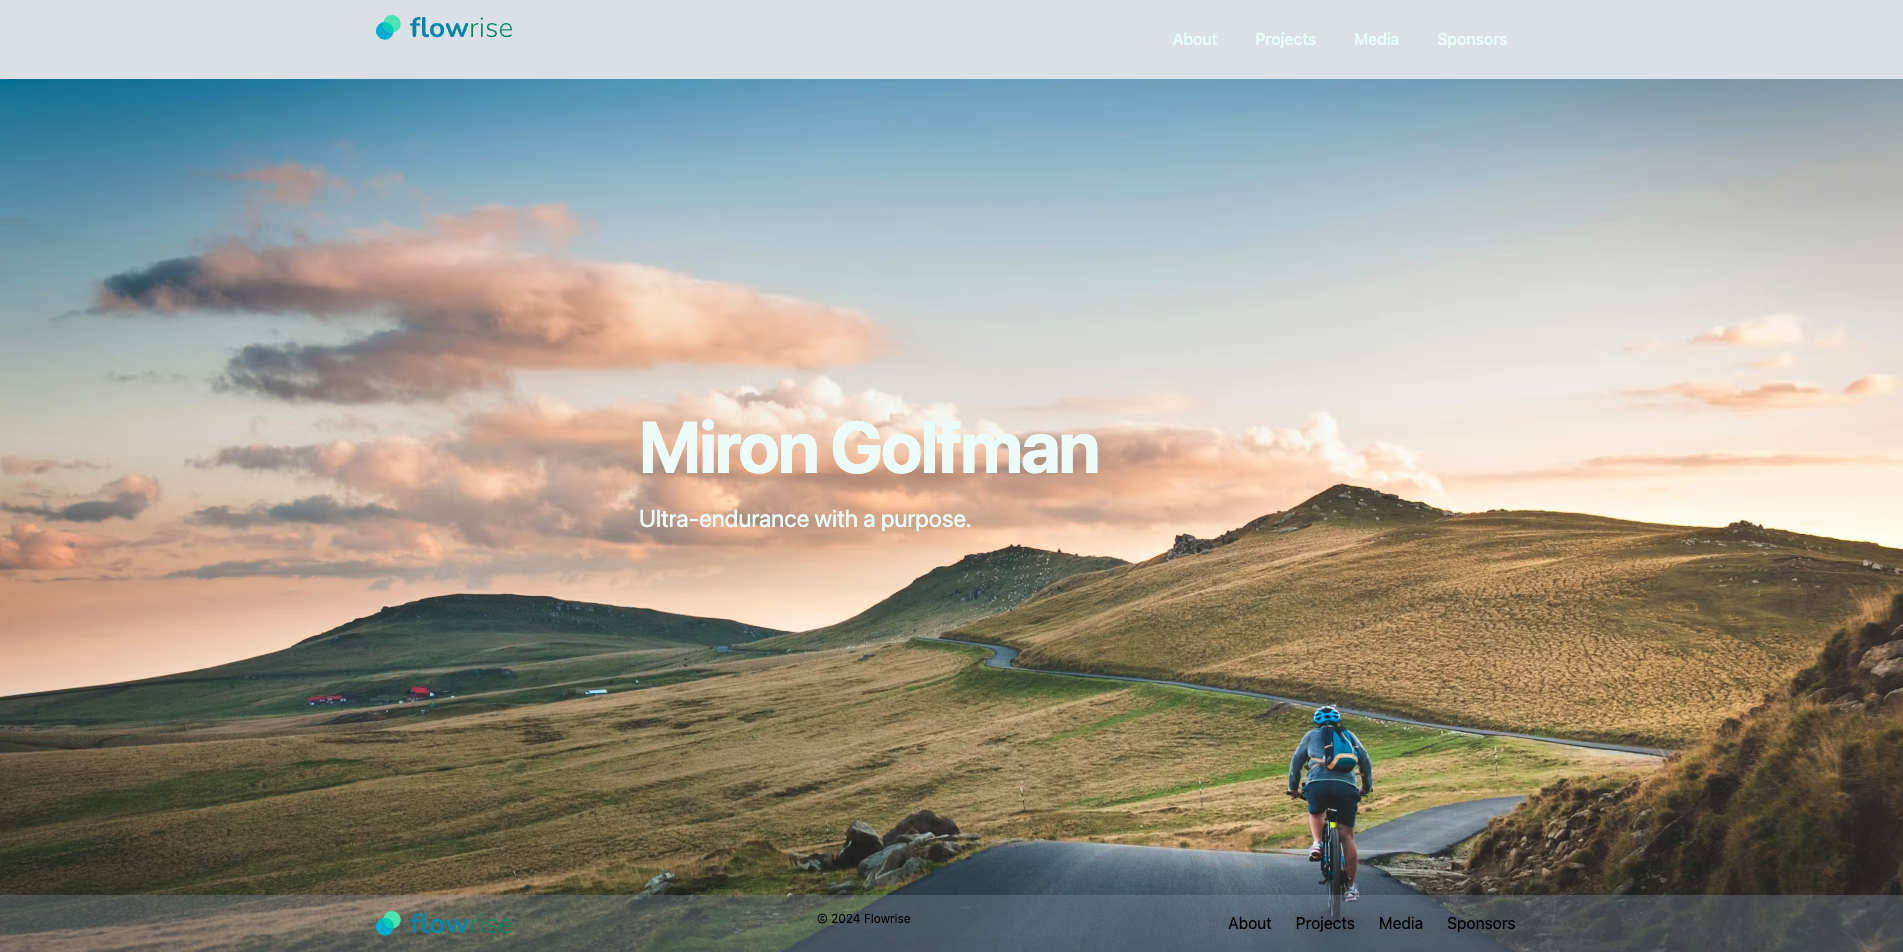 flowrise
About Projects Media Sponsors
Miron Golfman
Ultra-endurance with a purpose.
flowrise
© 2024 Flowrise
About Projects Media Sponsors